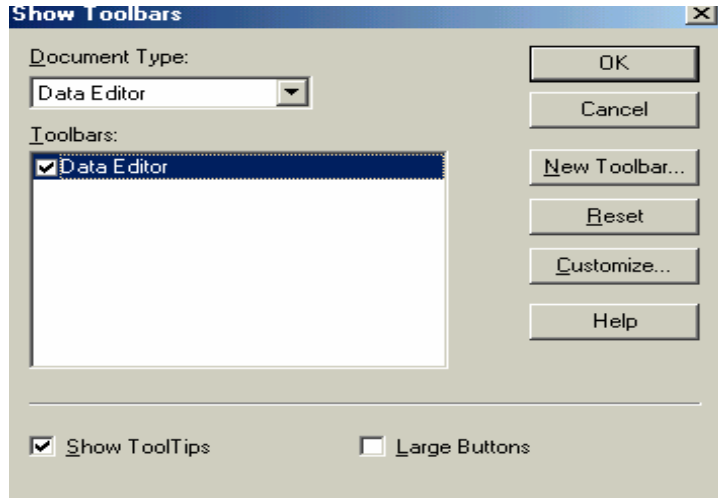 Show Toolbars
Document Type:
Data Editor
Toolbars:
Data Editor
OK
Cancel
New Toolbar...
Reset
Customize...
Help
Show ToolTips
Large Buttons